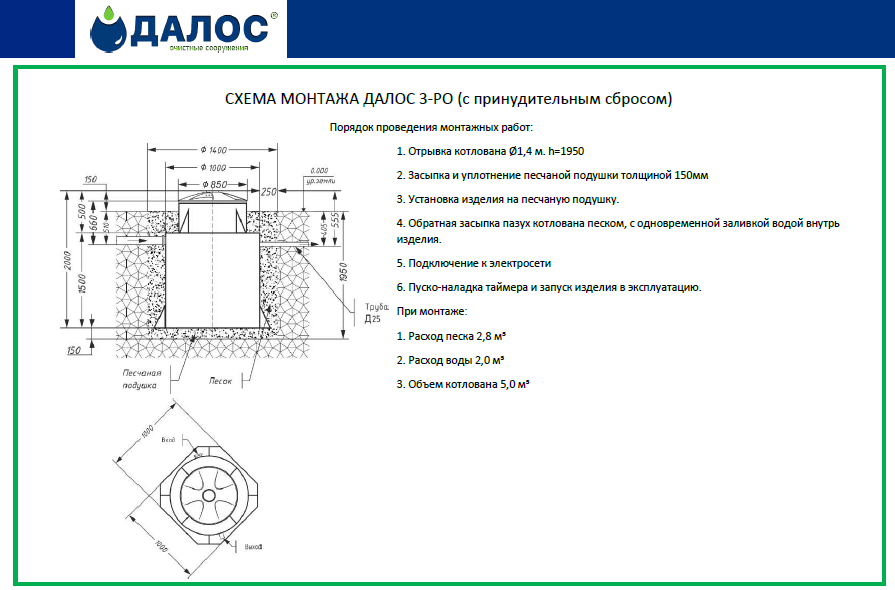 ДАЛОС®
очистные сооружения
СХЕМА МОНТАЖА ДАЛОС 3-РО (с принудительным сбросом)
Порядок проведения монтажных работ:
1. Отрывка котлована Ø1,4 м. h=1950
2. Засыпка и уплотнение песчаной подушки толщиной 150мм
3. Установка изделия на песчаную подушку.
4. Обратная засыпка пазух котлована песком, с одновременной заливкой водой внутрь
изделия.
5. Подключение к электросети
6. Пуско-наладка таймера и запуск изделия в эксплуатацию.
При монтаже:
1. Расход песка 2,8 м³
2. Расход воды 2,0 м³
3. Объем котлована 5,0 м³
Ф 1400
Ф 1000
Ф 850
150
250
0.000
ур.земли
500
660
510
405
555
2000
1500
1950
150
Труба
Д25
Песчаная
подушка
Песок
1000
Вход
1000
Выход